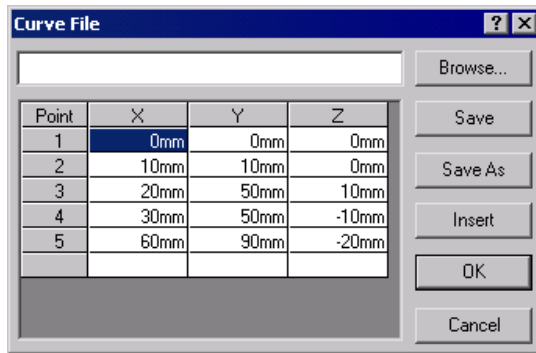 Curve File
Browse...
Point X Y Z
1 0mm 0mm 0mm
2 10mm 10mm 0mm
3 20mm 50mm 10mm
4 30mm 50mm -10mm
5 60mm 90mm -20mm
Save
Save As
Insert
OK
Cancel